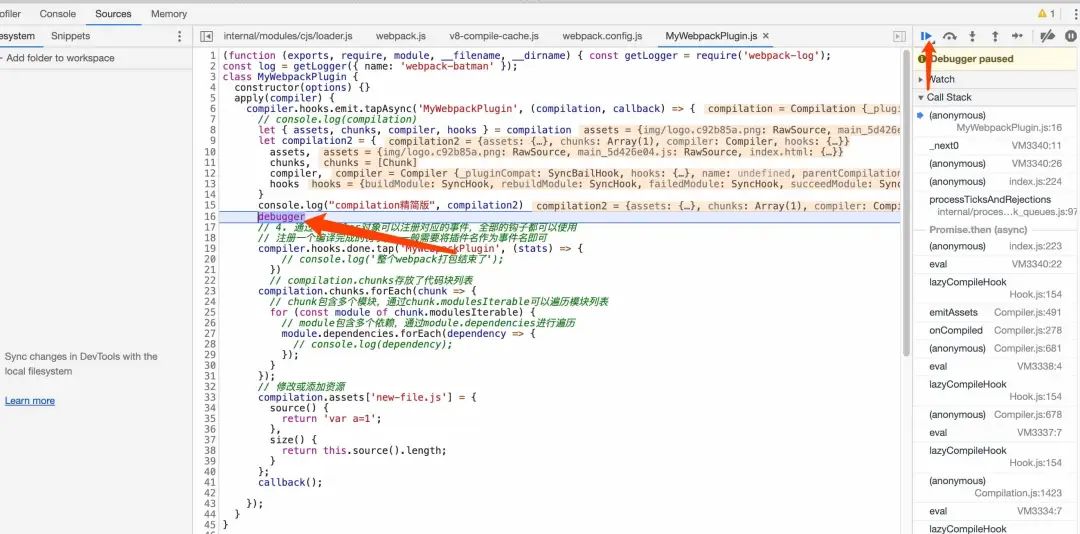 ofiler Console Sources Memory 1
esystem Snippets
internal/modules/cjs/loader.js webpack.js v8-compile-cache.js webpack.config.js MyWebpackPlugin.js ×
Add folder to workspace
Sync changes in DevTools with the
local filesystem
Learn more
1 (function (exports, require, module, __filename, __dirname) { const getLogger = require('webpack-log');
2 const log = getLogger({ name: 'webpack-batman' });
3 class MyWebpackPlugin {
4 constructor(options) {}
5 apply(compiler) {
6 compiler.hooks.emit.tapAsync('MyWebpackPlugin', (compilation, callback) => { compilation = Compilation {_plugi
7 // console.log(compilation)
8 let { assets, chunks, compiler, hooks } = compilation assets = {img/logo.c92b85a.png: RawSource, main_5d426e04.js: RawSourc
9 let compilation2 = { compilation2 = {assets: {…}, chunks: Array(1), compiler: Compiler, hooks: {…}}
10 assets, assets = {img/logo.c92b85a.png: RawSource, main_5d426e04.js: RawSource, index.html: {…}}
11 chunks, chunks = [Chunk]
12 compiler, compiler = Compiler {_pluginCompat: SyncBailHook, hooks: {…}, name: undefined, parentCompilation
13 hooks hooks = {buildModule: SyncHook, rebuildModule: SyncHook, failedModule: SyncHook, succeedModule: Sync
14 }
15 console.log("compilation精简版", compilation2) compilation2 = {assets: {…}, chunks: Array(1), compiler: Comp
16 debugger
17 // 4. 通过 对象可以注册对应的事件，全部的钩子都可以使用
18 // 注册一个编译完成的 一般需要将插件名作为事件名即可
19 compiler.hooks.done.tap('MyWebpackPlugin', (stats) => {
20 // console.log('整个webpack打包结束了');
21 })
22 // compilation.chunks存放了代码块列表
23 compilation.chunks.forEach(chunk => {
24 // chunk包含多个模块，通过chunk.modulesIterable可以遍历模块列表
25 for (const module of chunk.modulesIterable) {
26 // module包含多个依赖，通过module.dependencies进行遍历
27 module.dependencies.forEach(dependency => {
28 // console.log(dependency);
29 });
30 }
31 });
32 // 修改或添加资源
33 compilation.assets['new-file.js'] = {
34 source() {
35 return 'var a=1';
36 },
37 size() {
38 return this.source().length;
39 }
40 };
41 callback();
42
43 });
44 }
45 }
Debugger paused
Watch
Call Stack
(anonymous)
MyWebpackPlugin.js:16
_next0 VM3340:11
(anonymous) VM3340:26
(anonymous) index.js:224
processTicksAndRejections
internal/proces…k_queues.js:97
Promise.then (async)
(anonymous) index.js:223
eval VM3340:22
lazyCompileHook
Hook.js:154
emitAssets Compiler.js:491
onCompiled Compiler.js:278
(anonymous) Compiler.js:681
eval VM3338:4
lazyCompileHook
Hook.js:154
(anonymous) Compiler.js:678
eval VM3337:7
lazyCompileHook
Hook.js:154
(anonymous)
Compilation.js:1423
eval VM3334:7
lazyCompileHook